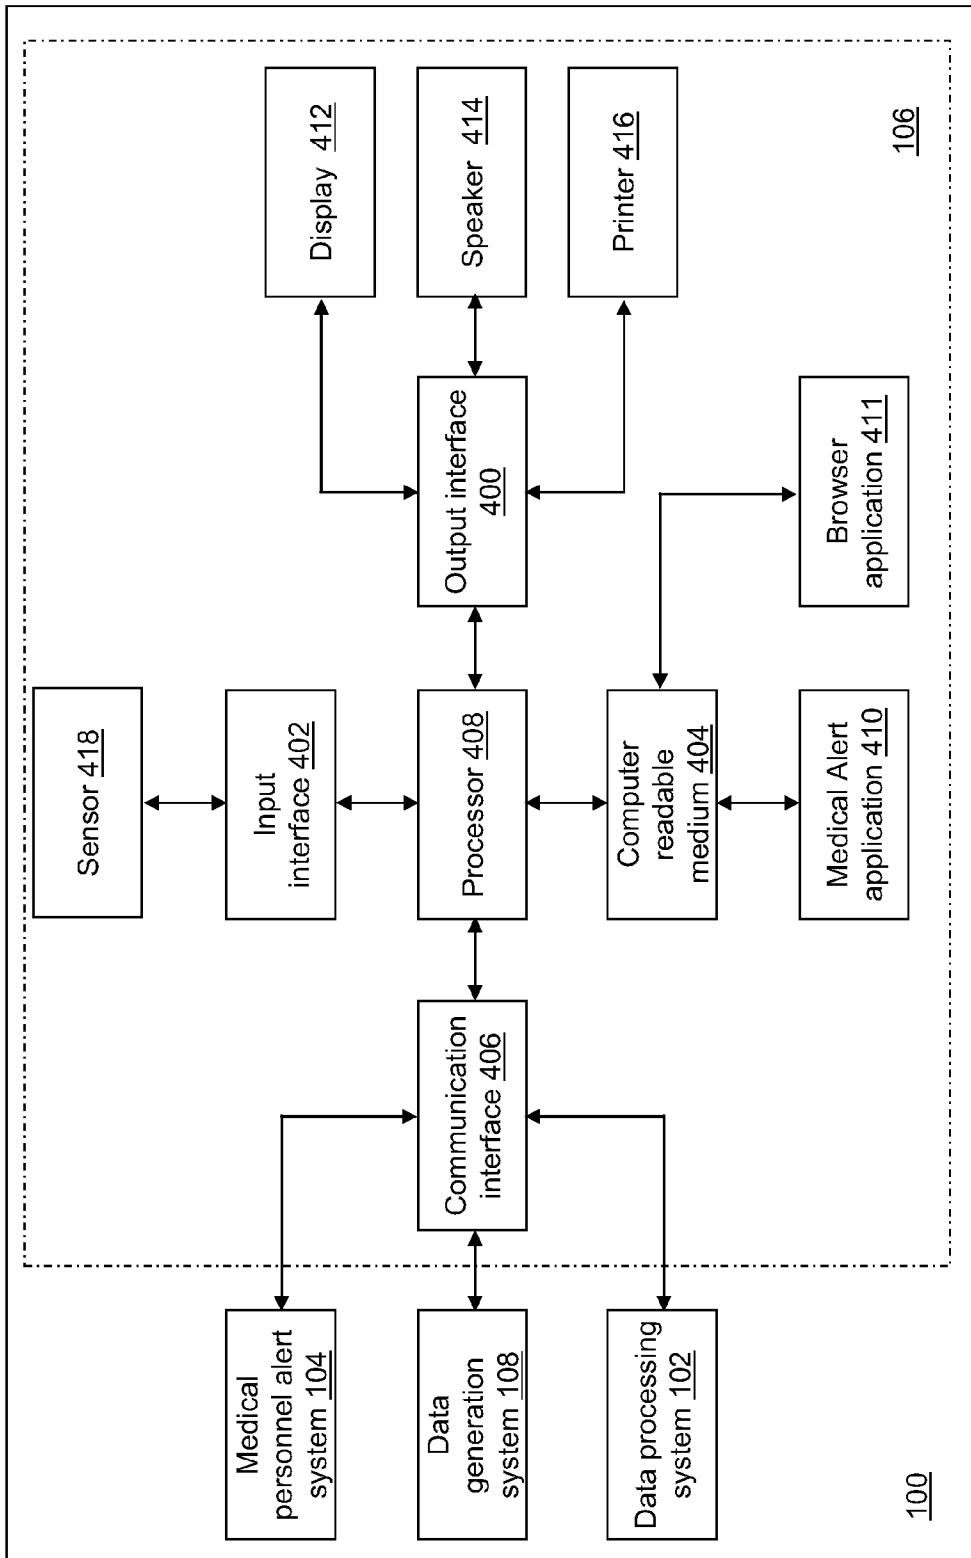 Medical
personnel alert
system 104
Data
generation
system 108
Data processing
system 102
100
Communication
interface 406
Sensor 418
Input
interface 402
Processor 408
Computer
readable
medium 404
Medical Alert
application 410
Output interface
400
Browser
application 411
Display 412
Speaker 414
Printer 416
106